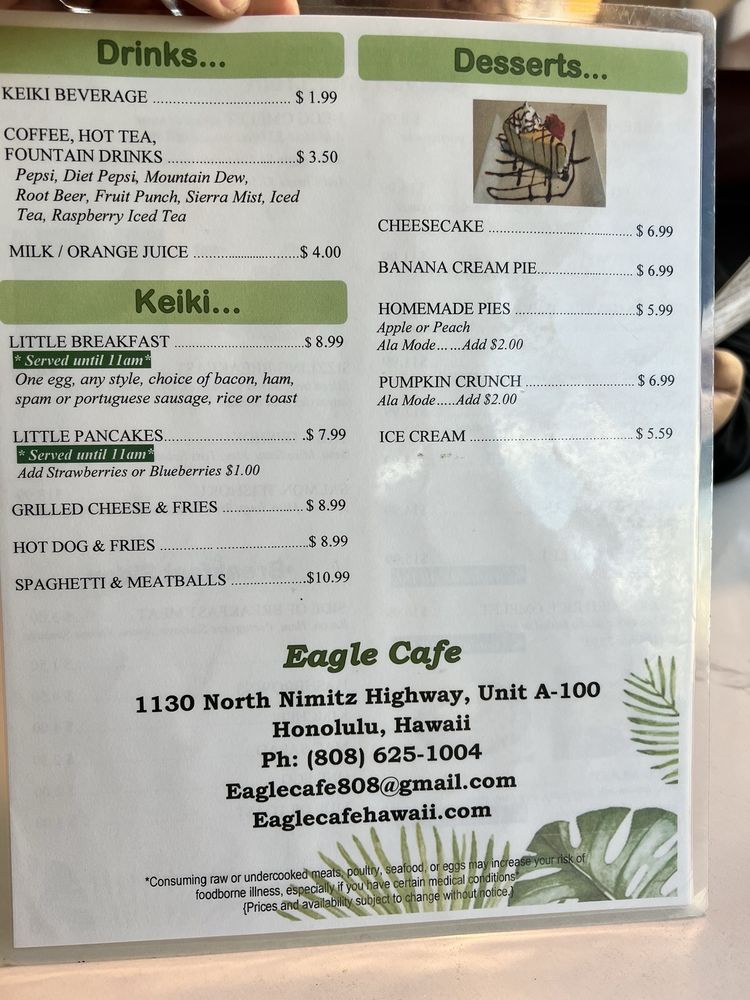 Drinks...
KEIKI BEVERAGE ................................ $ 1.99
COFFEE, HOT TEA,
FOUNTAIN DRINKS ..............................$ 3.50
Pepsi, Diet Pepsi, Mountain Dew,
Root Beer, Fruit Punch, Sierra Mist, Iced
Tea, Raspberry Iced Tea
MILK / ORANGE JUICE .........................$ 4.00
Keiki...
LITTLE BREAKFAST ..............................$ 8.99
* Served until 11am*
One egg, any style, choice of bacon, ham,
spam or portuguese sausage, rice or toast
LITTLE PANCAKES............................... .$ 7.99
* Served until 11am*
Add Strawberries or Blueberries $1.00
GRILLED CHEESE & FRIES ................... $ 8.99
HOT DOG & FRIES ...................................$ 8.99
SPAGHETTI & MEATBALLS ..................$10.99
Desserts...
CHEESECAKE .................................. $ 6.99
BANANA CREAM PIE....................... $ 6.99
HOMEMADE PIES ............................ $ 5.99
Apple or Peach
Ala Mode......Add $2.00
PUMPKIN CRUNCH ......................... $ 6.99
Ala Mode.....Add $2.00
ICE CREAM ....................................... $ 5.59
Eagle Cafe
1130 North Nimitz Highway, Unit A-100
Honolulu, Hawaii
Ph: (808) 625-1004
Eaglecafe808@gmail.com
Eaglecafehawaii.com
*Consuming raw or undercooked meats, poultry, seafood, or eggs may increase your risk of
foodborne illness, especially if you have certain medical conditions*
{Prices and availability subject to change without notice.}